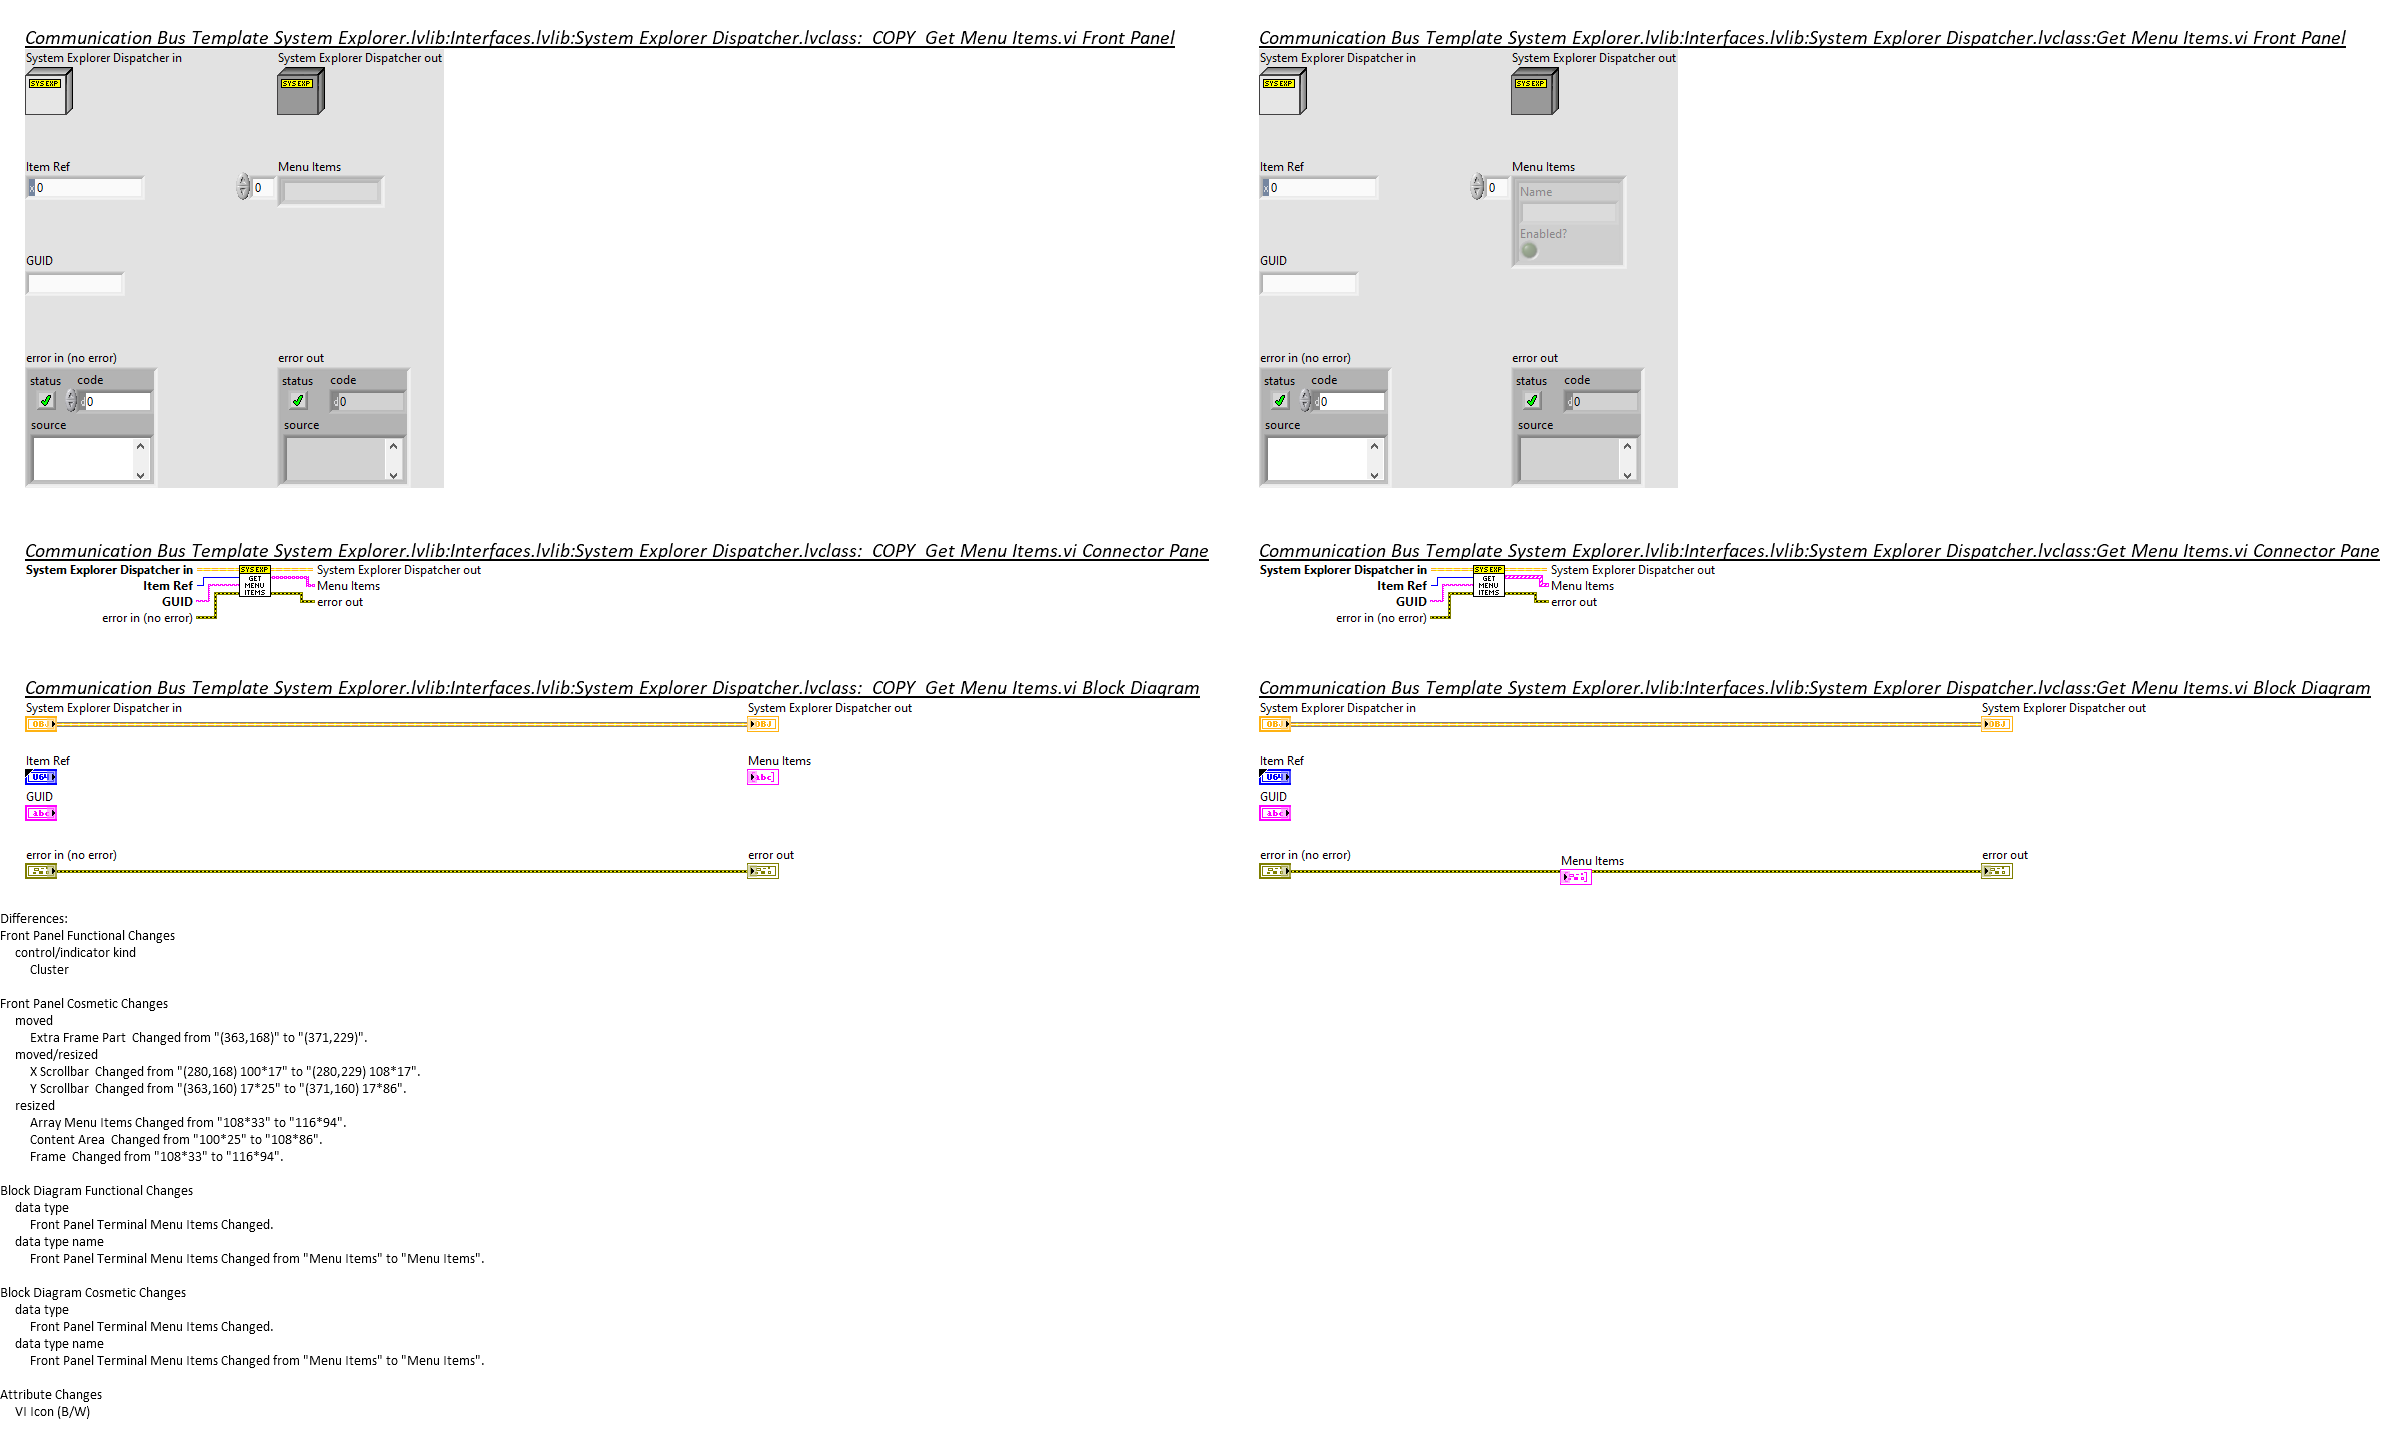 Communication Bus Template System Explorer.lvlib:Interfaces.lvlib:System Explorer Dispatcher.lvclass:_COPY_Get Menu Items.vi Front Panel
System Explorer Dispatcher in
System Explorer Dispatcher out
SYS EXP
SYS EXP
Item Ref
Menu Items
x 0
0
GUID
error in (no error)
error out
status code
status code
d 0
d 0
source
source
Communication Bus Template System Explorer.lvlib:Interfaces.lvlib:System Explorer Dispatcher.lvclass:Get Menu Items.vi Front Panel
System Explorer Dispatcher in
System Explorer Dispatcher out
SYS EXP
SYS EXP
Item Ref
Menu Items
x 0
0
Name
Enabled?
GUID
error in (no error)
error out
status code
status code
d 0
d 0
source
source
Communication Bus Template System Explorer.lvlib:Interfaces.lvlib:System Explorer Dispatcher.lvclass:_COPY_Get Menu Items.vi Connector Pane
System Explorer Dispatcher in
Item Ref
GUID
error in (no error)
SYS EXP
GET
MENU
ITEMS
System Explorer Dispatcher out
Menu Items
error out
Communication Bus Template System Explorer.lvlib:Interfaces.lvlib:System Explorer Dispatcher.lvclass:Get Menu Items.vi Connector Pane
System Explorer Dispatcher in
Item Ref
GUID
error in (no error)
SYS EXP
GET
MENU
ITEMS
System Explorer Dispatcher out
Menu Items
error out
Communication Bus Template System Explorer.lvlib:Interfaces.lvlib:System Explorer Dispatcher.lvclass:_COPY_Get Menu Items.vi Block Diagram
System Explorer Dispatcher in
System Explorer Dispatcher out
OBJ
OBJ
Item Ref
Menu Items
U64
abc
GUID
abc
error in (no error)
error out
Communication Bus Template System Explorer.lvlib:Interfaces.lvlib:System Explorer Dispatcher.lvclass:Get Menu Items.vi Block Diagram
System Explorer Dispatcher in
System Explorer Dispatcher out
OBJ
OBJ
Item Ref
U64
GUID
abc
error in (no error)
Menu Items
error out
Differences:
Front Panel Functional Changes
control/indicator kind
Cluster
Front Panel Cosmetic Changes
moved
Extra Frame Part  Changed from "(363,168)" to "(371,229)".
moved/resized
X Scrollbar  Changed from "(280,168) 100*17" to "(280,229) 108*17".
Y Scrollbar  Changed from "(363,160) 17*25" to "(371,160) 17*86".
resized
Array Menu Items Changed from "108*33" to "116*94".
Content Area  Changed from "100*25" to "108*86".
Frame  Changed from "108*33" to "116*94".
Block Diagram Functional Changes
data type
Front Panel Terminal Menu Items Changed.
data type name
Front Panel Terminal Menu Items Changed from "Menu Items" to "Menu Items".
Block Diagram Cosmetic Changes
data type
Front Panel Terminal Menu Items Changed.
data type name
Front Panel Terminal Menu Items Changed from "Menu Items" to "Menu Items".
Attribute Changes
VI Icon (B/W)